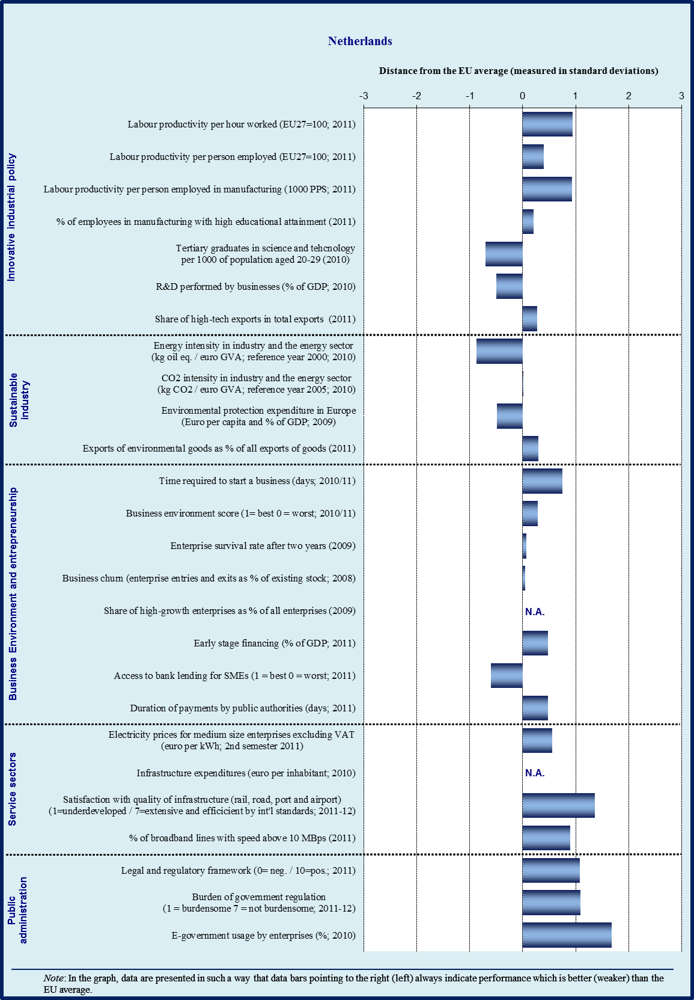 Netherlands
Distance from the EU average (measured in standard deviations)
-3 -2 -1 0 1 2 3
Innovative industrial policy
Labour productivity per hour worked (EU27=100; 2011)
Labour productivity per person employed (EU27=100; 2011)
Labour productivity per person employed in manufacturing (1000 PPS; 2011)
% of employees in manufacturing with high educational attainment (2011)
Tertiary graduates in science and tehcnology
per 1000 of population aged 20-29 (2010)
R&D performed by businesses (% of GDP; 2010)
Share of high-tech exports in total exports (2011)
Sustainable
industry
Energy intensity in industry and the energy sector
(kg oil eq. / euro GVA; reference year 2000; 2010)
CO2 intensity in industry and the energy sector
(kg CO2 / euro GVA; reference year 2005; 2010)
Environmental protection expenditure in Europe
(Euro per capita and % of GDP; 2009)
Exports of environmental goods as % of all exports of goods (2011)
Business Environment and entrepreneurship
Time required to start a business (days; 2010/11)
Business environment score (1= best 0 = worst; 2010/11)
Enterprise survival rate after two years (2009)
Business churn (enterprise entries and exits as % of existing stock; 2008)
Share of high-growth enterprises as % of all enterprises (2009)
N.A.
Early stage financing (% of GDP; 2011)
Access to bank lending for SMEs (1 = best 0 = worst; 2011)
Duration of payments by public authorities (days; 2011)
Service sectors
Electricity prices for medium size enterprises excluding VAT
(euro per kWh; 2nd semester 2011)
Infrastructure expenditures (euro per inhabitant; 2010)
N.A.
Satisfaction with quality of infrastructure (rail, road, port and airport)
(1=underdeveloped / 7=extensive and efficicient by int'l standards; 2011-12)
% of broadband lines with speed above 10 MBps (2011)
Public
administration
Legal and regulatory framework (0= neg. / 10=pos.; 2011)
Burden of government regulation
(1 = burdensome 7 = not burdensome; 2011-12)
E-government usage by enterprises (%; 2010)
Note: In the graph, data are presented in such a way that data bars pointing to the right (left) always indicate performance which is better (weaker) than the
EU average.